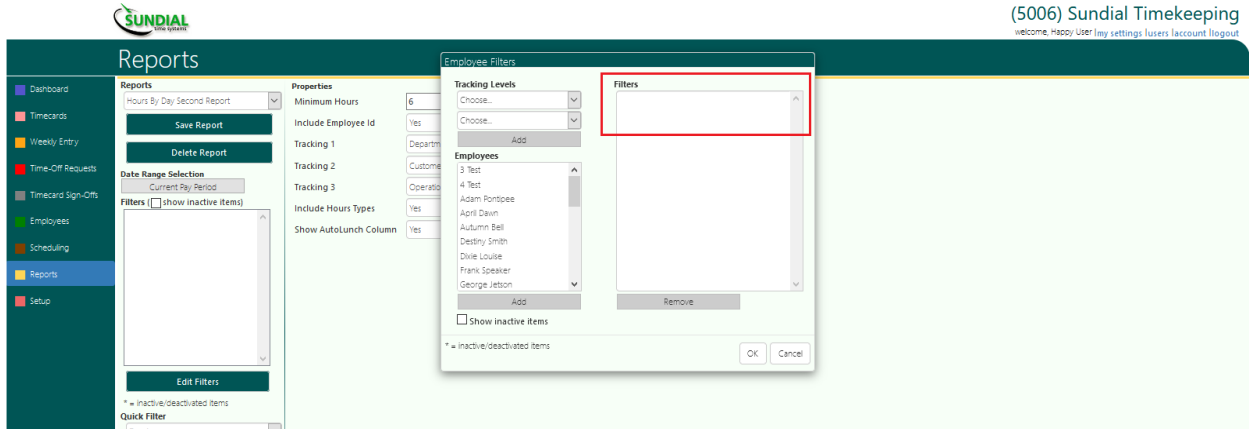 SUNDIAL
time systems
(5006) Sundial Timekeeping
welcome, Happy User |my settings |users |account |logout
Reports
Dashboard
Timecards
Weekly Entry
Time-Off Requests
Timecard Sign-Offs
Employees
Scheduling
Reports
Setup
Reports
Hours By Day Second Report
Save Report
Delete Report
Date Range Selection
Current Pay Period
Filters ( show inactive items)
Edit Filters
* = inactive/deactivated items
Quick Filter
Properties
Minimum Hours 6
Include Employee Id Yes
Tracking 1 Departm
Tracking 2 Custome
Tracking 3 Operatio
Include Hours Types Yes
Show AutoLunch Column Yes
Employee Filters
Tracking Levels
Choose...
Choose...
Add
Employees
3 Test
4 Test
Adam Pontipee
April Dawn
Autumn Bell
Destiny Smith
Dixie Louise
Frank Speaker
George Jetson
Add
Show inactive items
* = inactive/deactivated items
Filters
Remove
OK Cancel